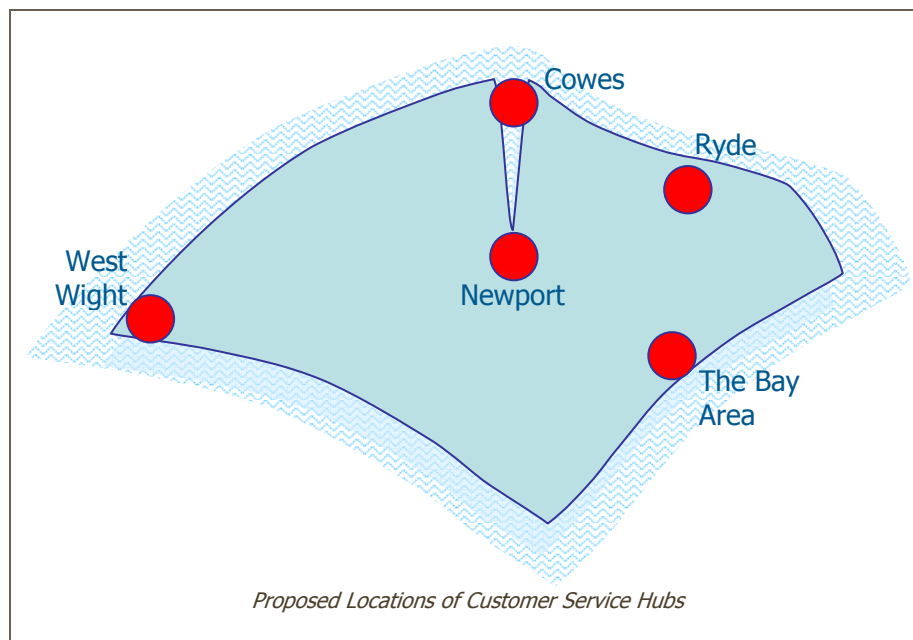 Cowes
Ryde
West
Wight
Newport
The Bay
Area
Proposed Locations of Customer Service Hubs